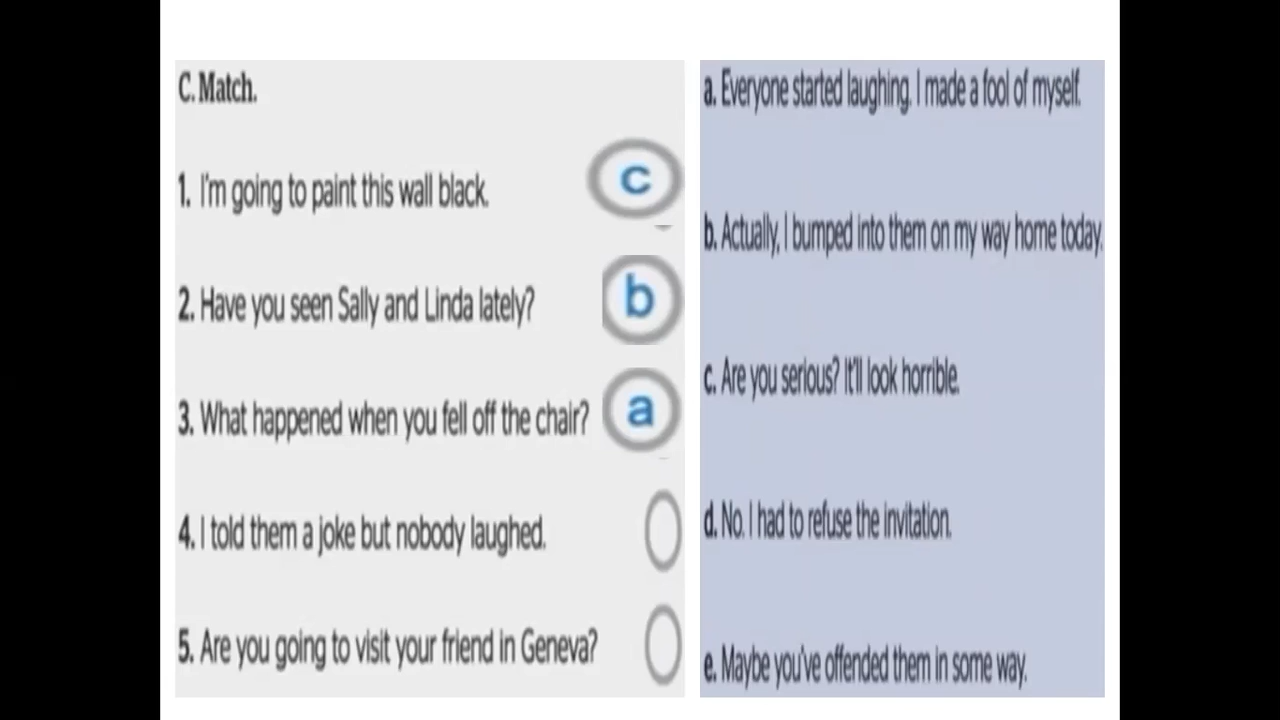 C. Match.
1. I'm going to paint this wall black.
c
2. Have you seen Sally and Linda lately?
b
3. What happened when you fell off the chair?
a
4. I told them a joke but nobody laughed.
5. Are you going to visit your friend in Geneva?
a. Everyone started laughing. I made a fool of myself.
b. Actually, I bumped into them on my way home today.
c. Are you serious? It'll look horrible.
d. No. I had to refuse the invitation.
e. Maybe you've offended them in some way.